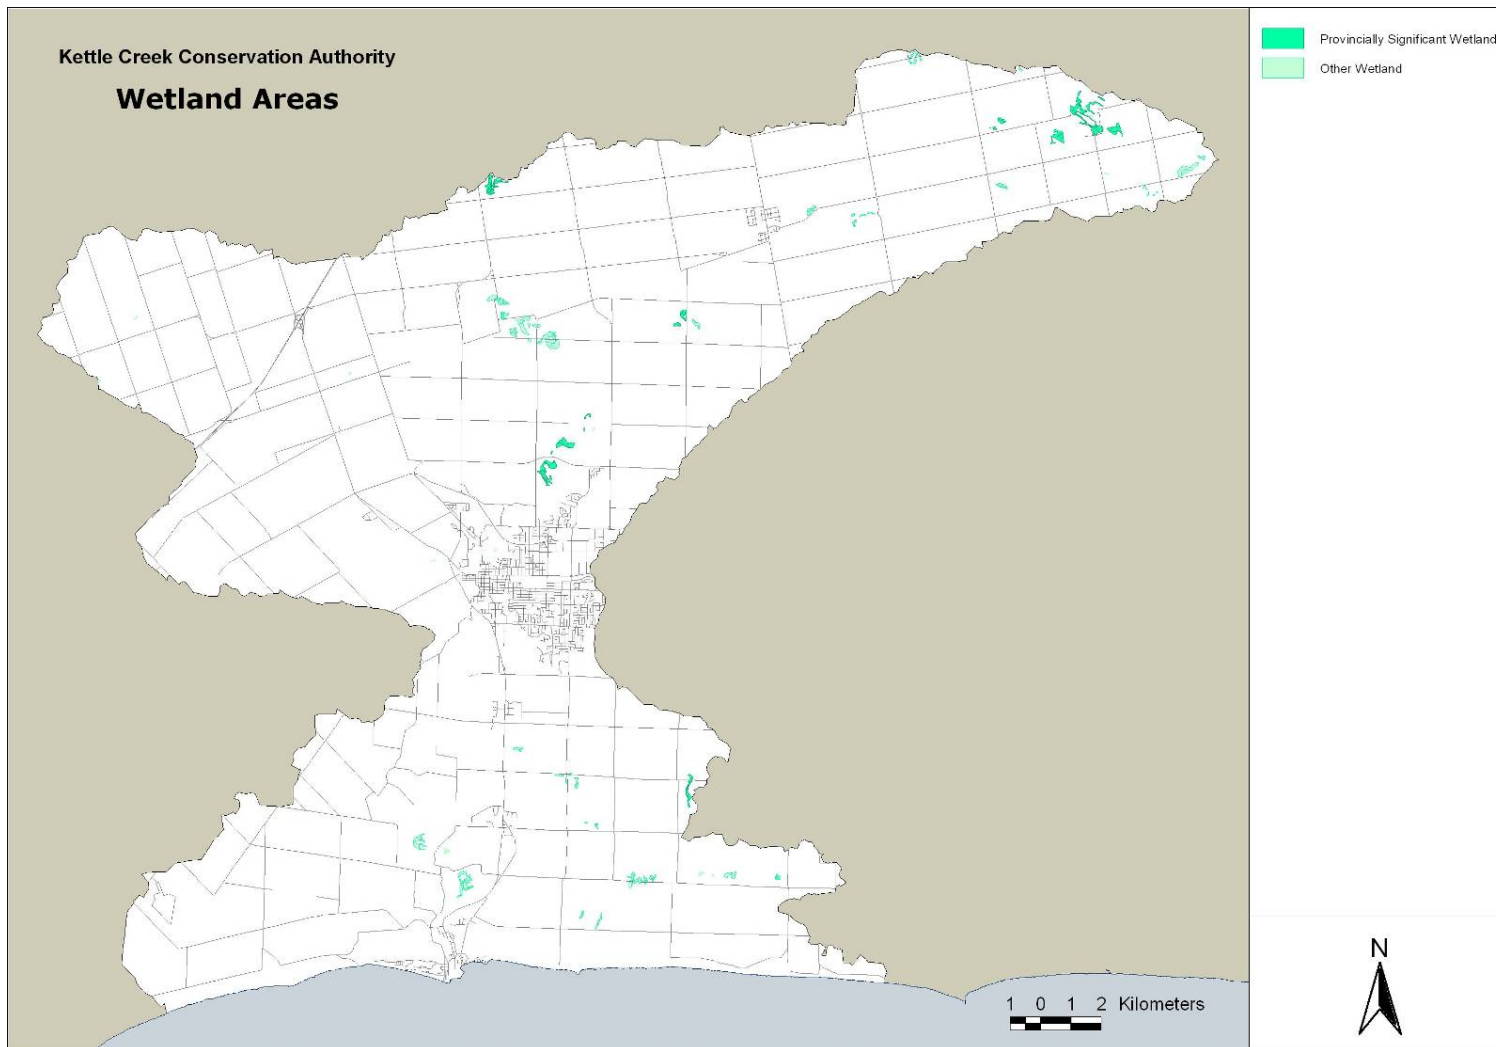 Kettle Creek Conservation Authority
Wetland Areas
Provincially Significant Wetland
Other Wetland
N
1 0 1 2 Kilometers